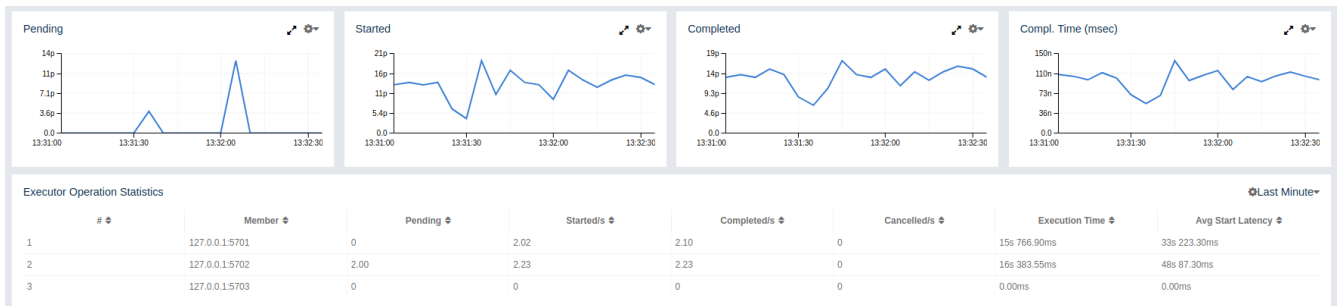 Pending
14p
11p
7.1p
3.6p
0.0
13:31:00 13:31:30 13:32:00 13:32:30
Started
21p
16p
11p
5.4p
0.0
13:31:00 13:31:30 13:32:00 13:32:30
Completed
19p
14p
9.3p
4.6p
0.0
13:31:00 13:31:30 13:32:00 13:32:30
Compl. Time (msec)
150n
110n
73n
36n
0.0
13:31:00 13:31:30 13:32:00 13:32:30
Executor Operation Statistics Last Minute
# Member Pending Started/s Completed/s Cancelled/s Execution Time Avg Start Latency
1 127.0.0.1:5701 0 2.02 2.10 0 15s 766.90ms 33s 223.30ms
2 127.0.0.1:5702 2.00 2.23 2.23 0 16s 383.55ms 48s 87.30ms
3 127.0.0.1:5703 0 0 0 0 0.00ms 0.00ms